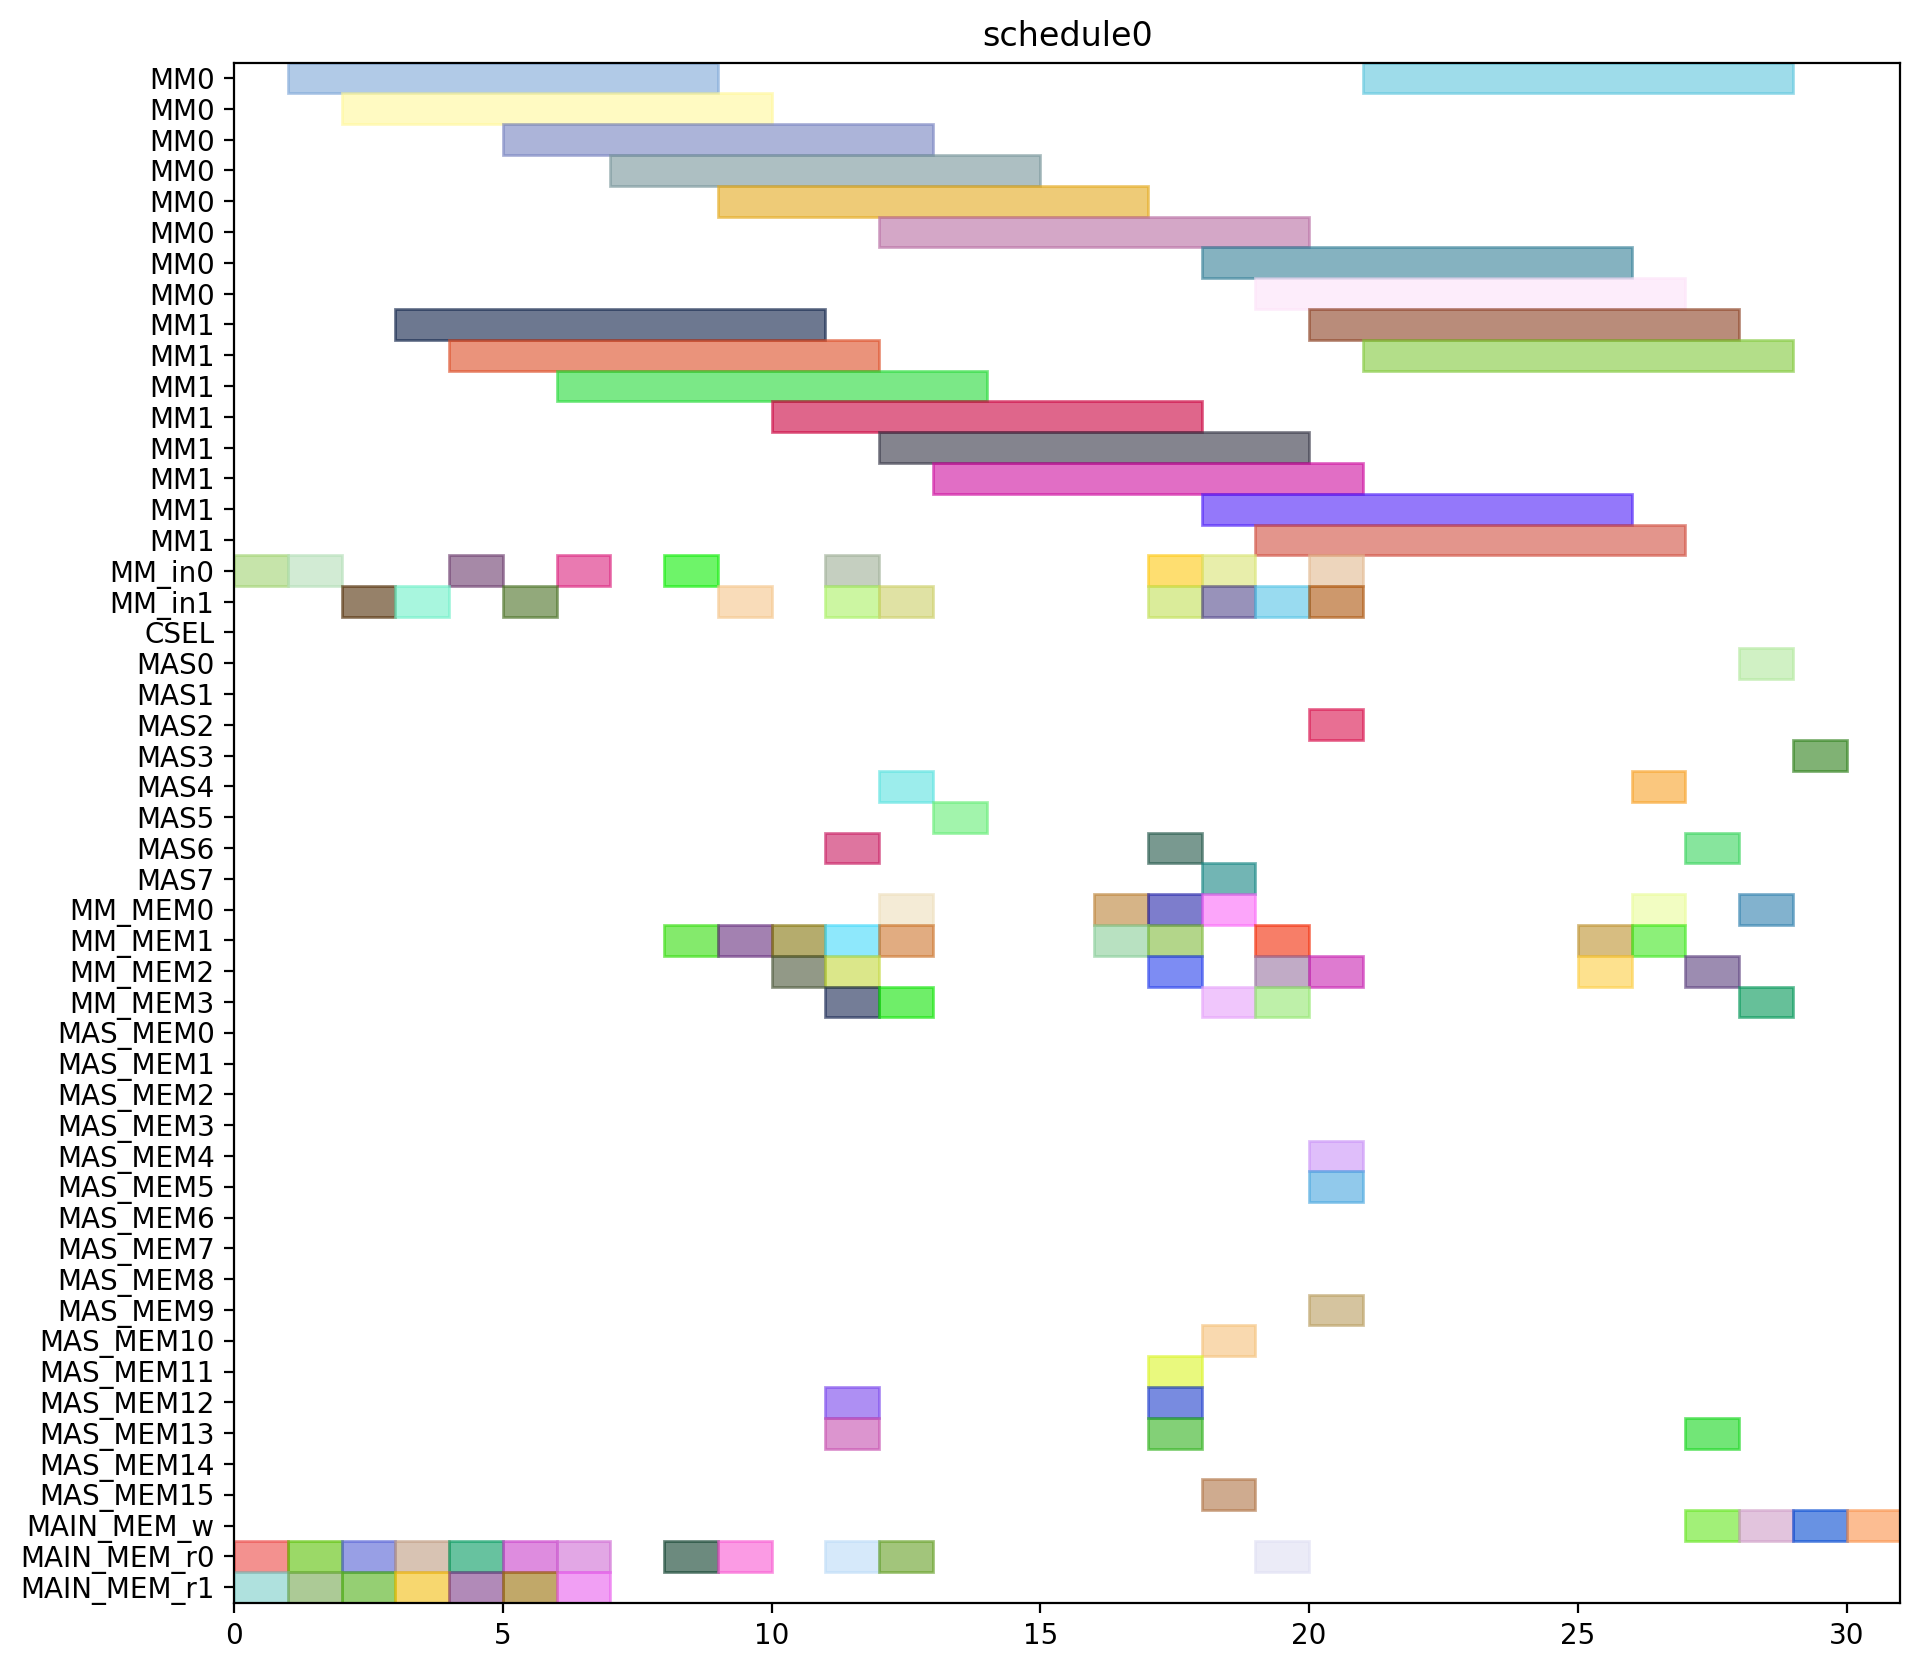 schedule0
MM0
MM0
MM0
MM0
MM0
MM0
MM0
MM0
MM1
MM1
MM1
MM1
MM1
MM1
MM1
MM1
MM_in0
MM_in1
CSEL
MAS0
MAS1
MAS2
MAS3
MAS4
MAS5
MAS6
MAS7
MM_MEM0
MM_MEM1
MM_MEM2
MM_MEM3
MAS_MEM0
MAS_MEM1
MAS_MEM2
MAS_MEM3
MAS_MEM4
MAS_MEM5
MAS_MEM6
MAS_MEM7
MAS_MEM8
MAS_MEM9
MAS_MEM10
MAS_MEM11
MAS_MEM12
MAS_MEM13
MAS_MEM14
MAS_MEM15
MAIN_MEM_w
MAIN_MEM_r0
MAIN_MEM_r1
0 5 10 15 20 25 30